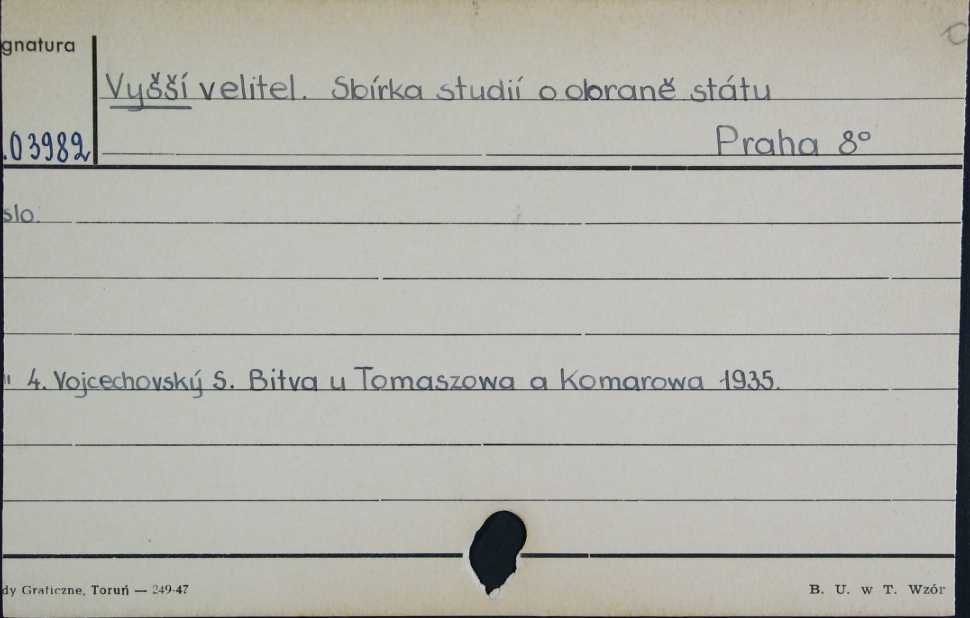 gnatura
Vyšší velitel. Sbírka studií o obraně státu
.03982
Praha 8°
slo.
" 4. Vojcechovský S. Bitva u Tomaszowa a Komarowa 1935.
dy Graficzne, Toruń — 249-47
B. U. w T. Wzór